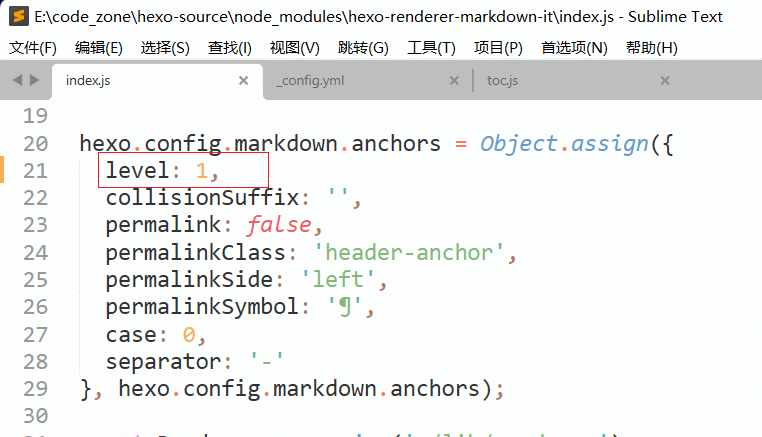 E:\code_zone\hexo-source\node_modules\hexo-renderer-markdown-it\index.js - Sublime Text
文件(F) 编辑(E) 选择(S) 查找(I) 视图(V) 跳转(G) 工具(T) 项目(P) 首选项(N) 帮助(H)
index.js × _config.yml × toc.js ×
19
20 hexo.config.markdown.anchors = Object.assign({
21 level: 1,
22 collisionSuffix: '',
23 permalink: false,
24 permalinkClass: 'header-anchor',
25 permalinkSide: 'left',
26 permalinkSymbol: '¶',
27 case: 0,
28 separator: '-'
29 }, hexo.config.markdown.anchors);
30